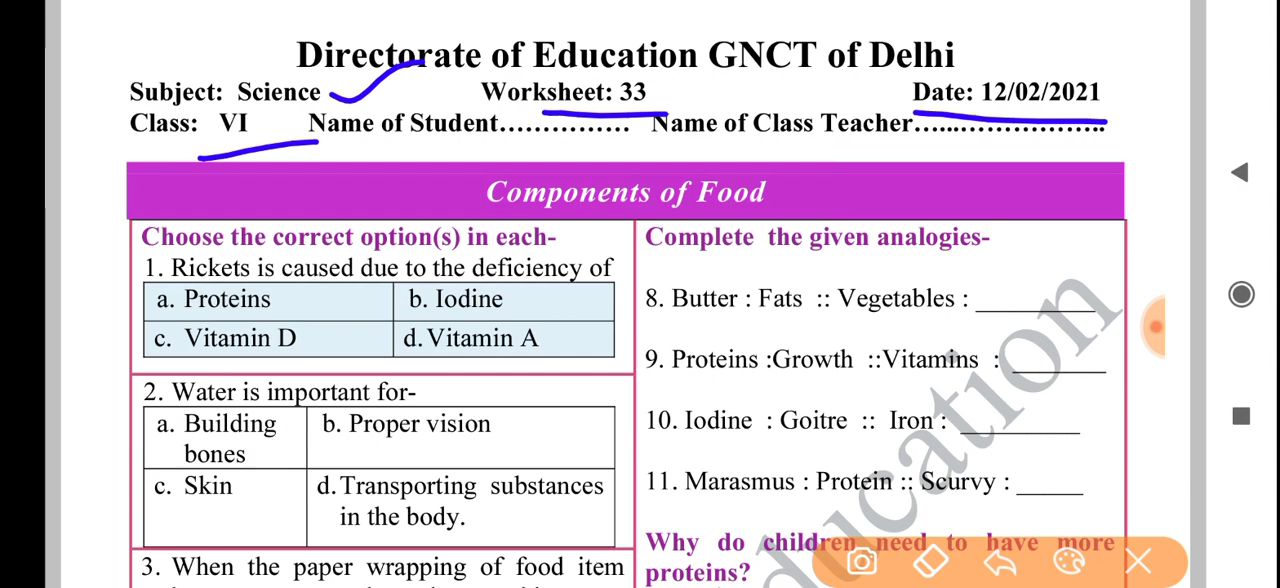 Directorate of Education GNCT of Delhi
Subject: Science Worksheet: 33 Date: 12/02/2021
Class: VI Name of Student…………… Name of Class Teacher…...………………..
Components of Food
Choose the correct option(s) in each-
1. Rickets is caused due to the deficiency of
a. Proteins b. Iodine
c. Vitamin D d. Vitamin A
2. Water is important for-
a. Building bones
b. Proper vision
c. Skin
d. Transporting substances in the body.
3. When the paper wrapping of food item
Complete the given analogies-
8. Butter : Fats :: Vegetables : __________
9. Proteins :Growth ::Vitamins : ________
10. Iodine : Goitre :: Iron : __________
11. Marasmus : Protein :: Scurvy : _____
Why do children need to have more
proteins?
ducation